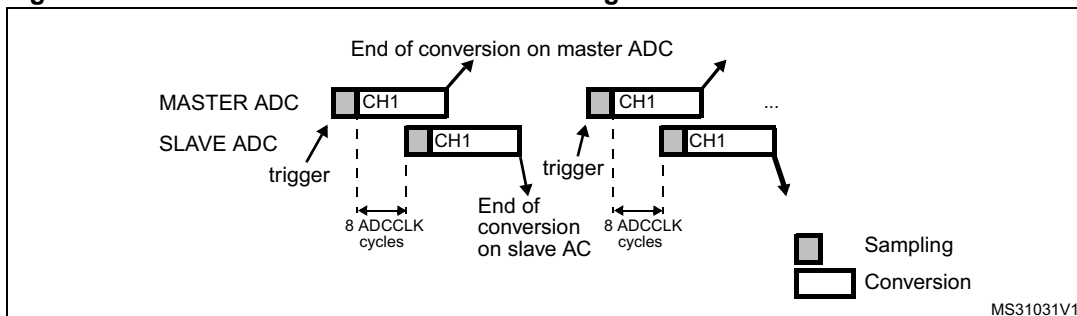 End of conversion on master ADC
MASTER ADC
CH1
CH1
...
SLAVE ADC
CH1
CH1
trigger
trigger
8 ADCCLK
cycles
End of
conversion
on slave AC
8 ADCCLK
cycles
Sampling
Conversion
MS31031V1